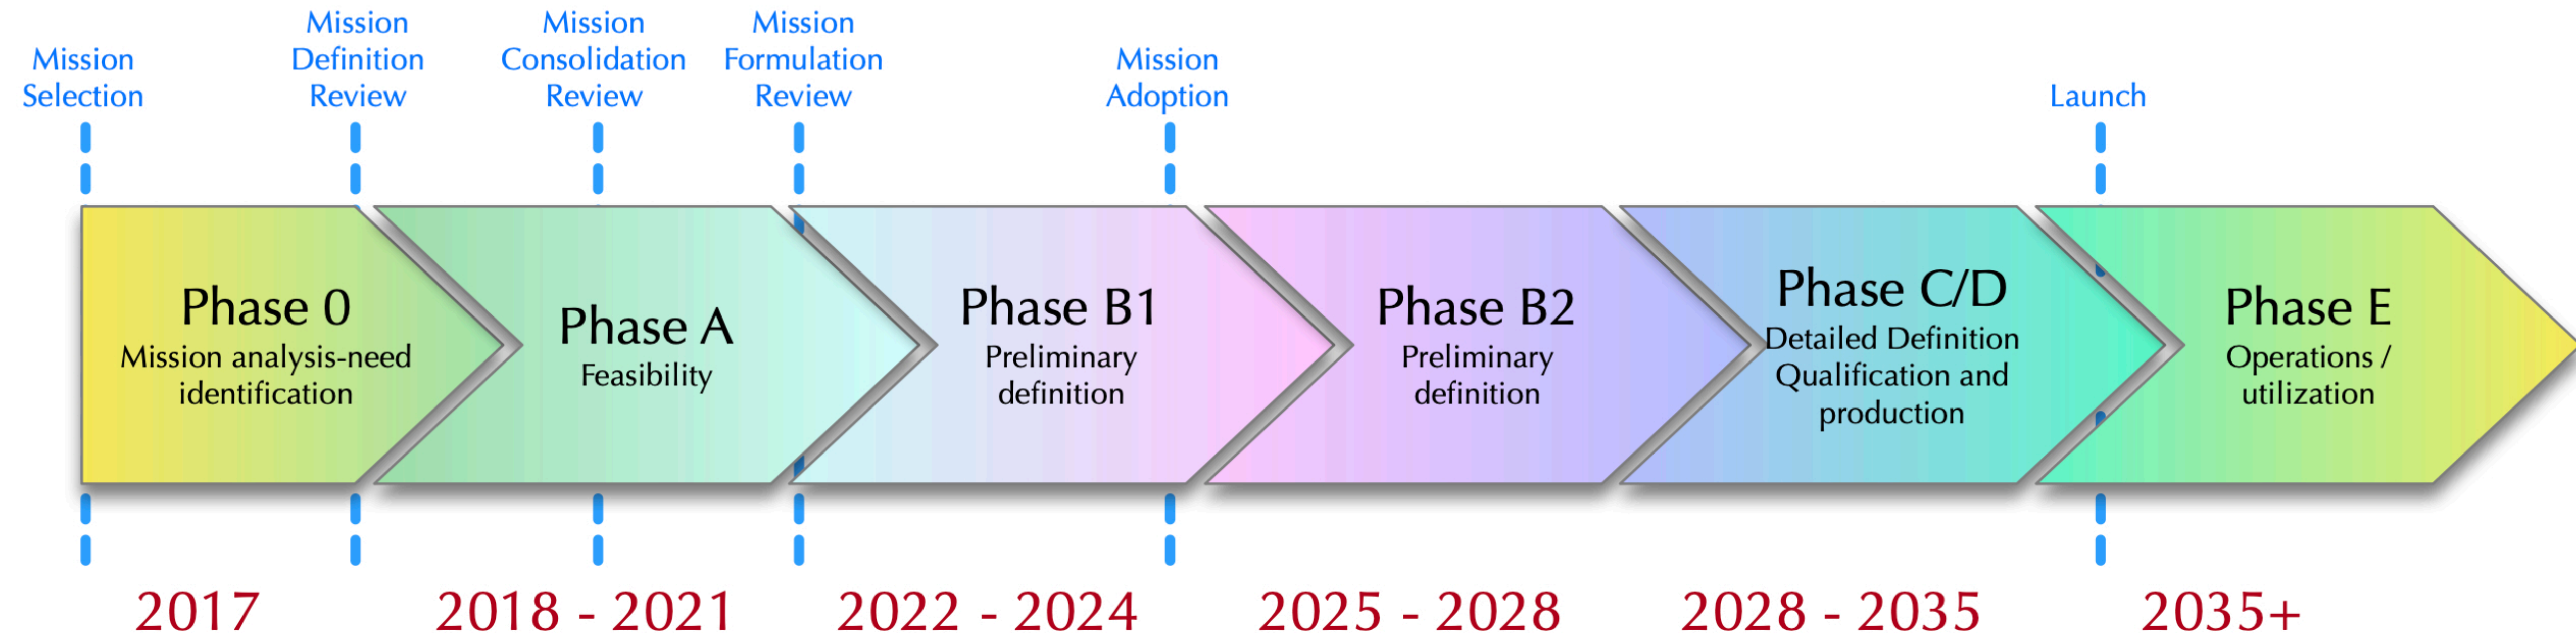 Mission
Selection
Mission
Definition
Review
Mission
Consolidation
Review
Mission
Formulation
Review
Mission
Adoption
Launch
Phase 0
Mission analysis-need
identification
Phase A
Feasibility
Phase B1
Preliminary
definition
Phase B2
Preliminary
definition
Phase C/D
Detailed Definition
Qualification and
production
Phase E
Operations /
utilization
2017
2018 - 2021
2022 - 2024
2025 - 2028
2028 - 2035
2035+